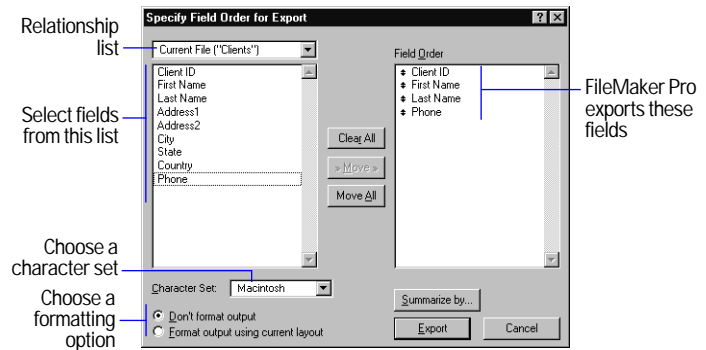 Specify Field Order for Export
Relationship
list
Current File ("Clients")
Field Order
Client ID
First Name
Last Name
Address1
Address2
City
State
Country
Phone
Select fields
from this list
Clear All
» Move »
Move All
Client ID
First Name
Last Name
Phone
FileMaker Pro
exports these
fields
Choose a
character set
Character Set: Macintosh
Choose a
formatting
option
Don't format output
Format output using current layout
Summarize by...
Export
Cancel